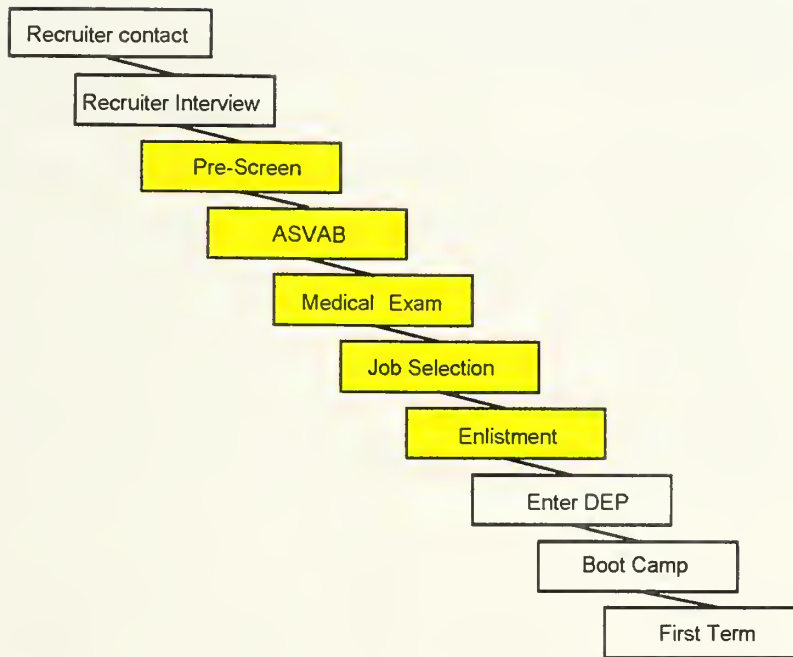 Recruiter contact
Recruiter Interview
Pre-Screen
ASVAB
Medical Exam
Job Selection
Enlistment
Enter DEP
Boot Camp
First Term